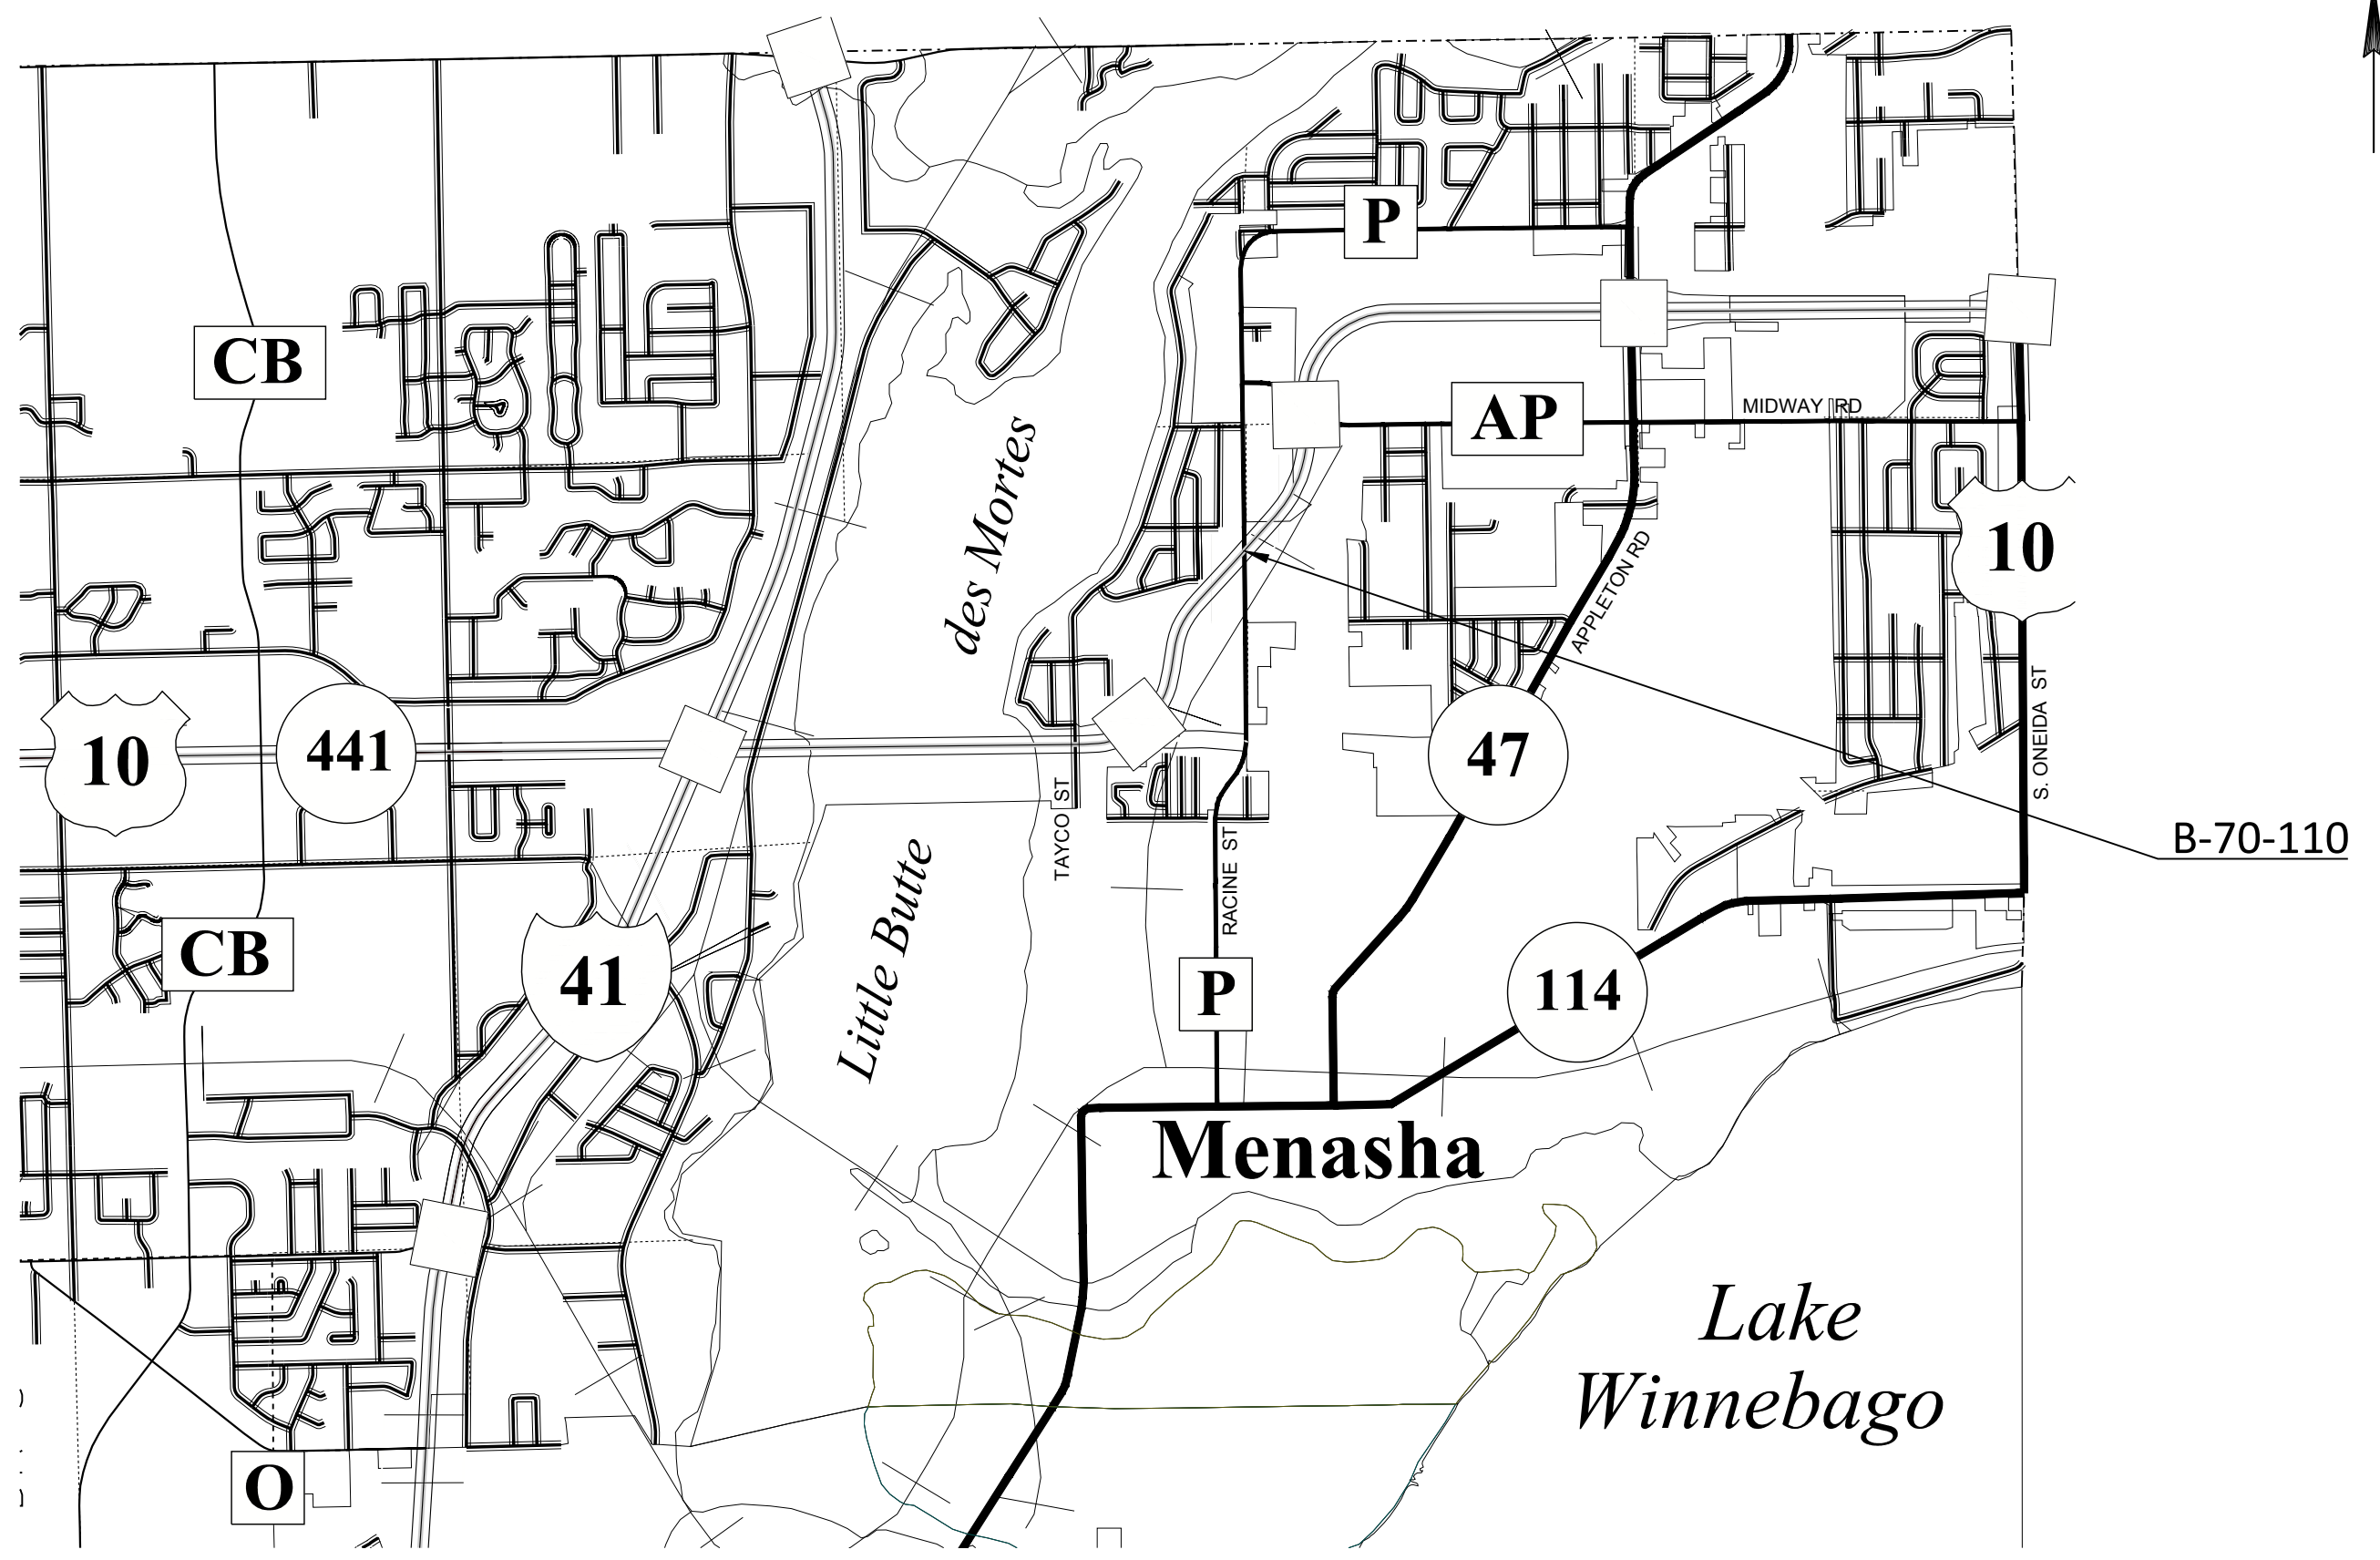 P
CB
AP
MIDWAY RD
des Mortes
10
APPLETON RD
10
441
47
S. ONEIDA ST
TAYCO ST
RACINE ST
B-70-110
Little Butte
CB
41
P
114
Menasha
Lake
Winnebago
O